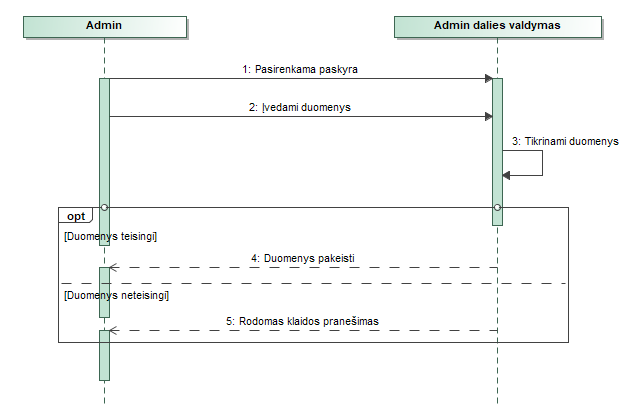 Admin
Admin dalies valdymas
1: Pasirenkama paskyra
2: Įvedami duomenys
3: Tikrinami duomenys
opt
[Duomenys teisingi]
4: Duomenys pakeisti
[Duomenys neteisingi]
5: Rodomas klaidos pranešimas